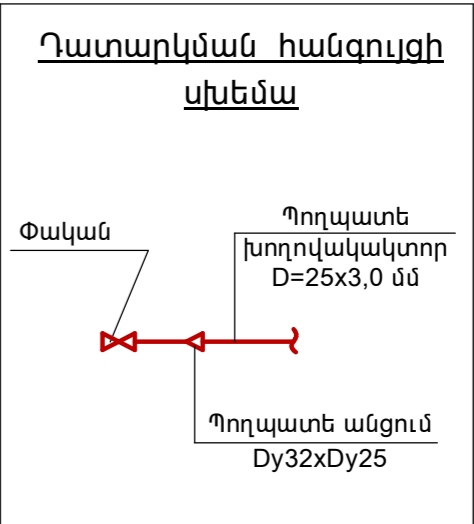 Դատարկման հանգույցի
սխեմա
Փական
Պողպատե
խողովակակտոր
D=25x3,0 մմ
Պողպատե անցում
Dy32xDy25